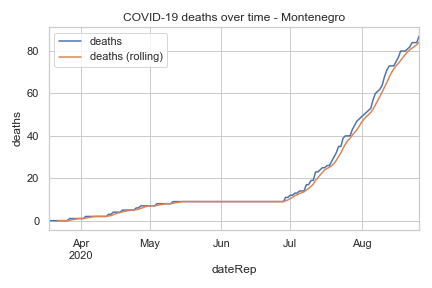 COVID-19 deaths over time - Montenegro
deaths
deaths (rolling)
80
60
40
20
0
deaths
Apr May Jun Jul Aug
2020
dateRep